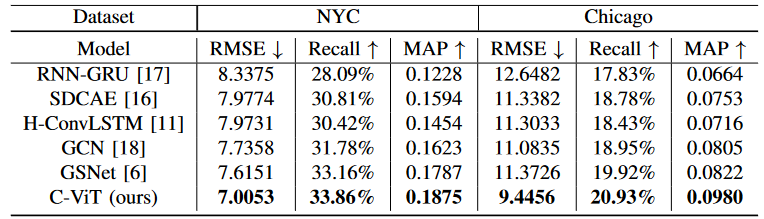 Dataset NYC Chicago
Model RMSE ↓ Recall ↑ MAP ↑ RMSE ↓ Recall ↑ MAP ↑
RNN-GRU [17] 8.3375 28.09% 0.1228 12.6482 17.83% 0.0664
SDCAE [16] 7.9774 30.81% 0.1594 11.3382 18.78% 0.0753
H-ConvLSTM [11] 7.9731 30.42% 0.1454 11.3033 18.43% 0.0716
GCN [18] 7.7358 31.78% 0.1623 11.0835 18.95% 0.0805
GSNet [6] 7.6151 33.16% 0.1787 11.3726 19.92% 0.0822
C-ViT (ours) 7.0053 33.86% 0.1875 9.4456 20.93% 0.0980